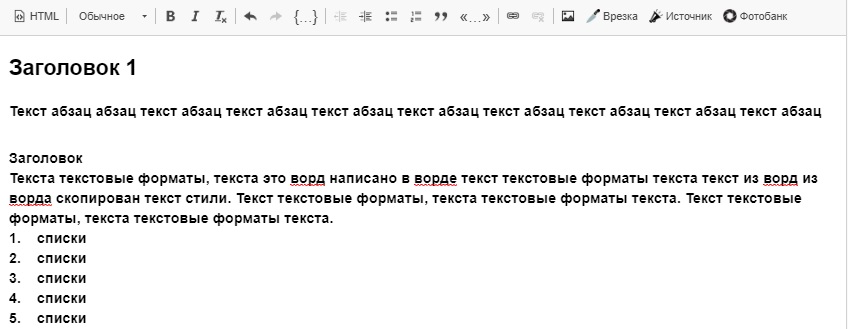 HTML Обычное B I Tx {...} «...» Врезка Источник Фотобанк
Заголовок 1
Текст абзац абзац текст абзац текст абзац текст абзац текст абзац текст абзац текст абзац текст абзац текст абзац
Заголовок
Текста текстовые форматы, текста это ворд написано в ворде текст текстовые форматы текста текст из ворд из
ворда скопирован текст стили. Текст текстовые форматы, текста текстовые форматы текста. Текст текстовые
форматы, текста текстовые форматы текста.
1. списки
2. списки
3. списки
4. списки
5. списки